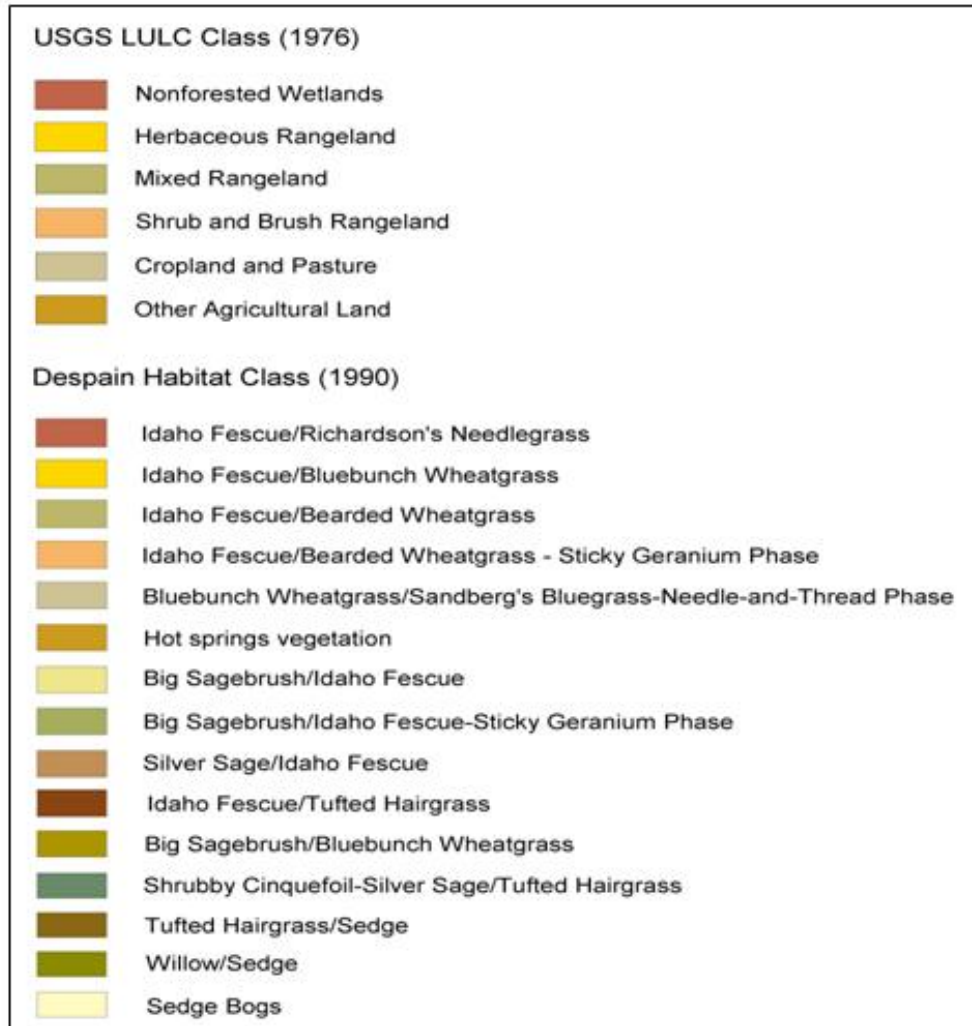 USGS LULC Class (1976)
Nonforested Wetlands
Herbaceous Rangeland
Mixed Rangeland
Shrub and Brush Rangeland
Cropland and Pasture
Other Agricultural Land
Despain Habitat Class (1990)
Idaho Fescue/Richardson's Needlegrass
Idaho Fescue/Bluebunch Wheatgrass
Idaho Fescue/Bearded Wheatgrass
Idaho Fescue/Bearded Wheatgrass - Sticky Geranium Phase
Bluebunch Wheatgrass/Sandberg's Bluegrass-Needle-and-Thread Phase
Hot springs vegetation
Big Sagebrush/Idaho Fescue
Big Sagebrush/Idaho Fescue-Sticky Geranium Phase
Silver Sage/Idaho Fescue
Idaho Fescue/Tufted Hairgrass
Big Sagebrush/Bluebunch Wheatgrass
Shrubby Cinquefoil-Silver Sage/Tufted Hairgrass
Tufted Hairgrass/Sedge
Willow/Sedge
Sedge Bogs